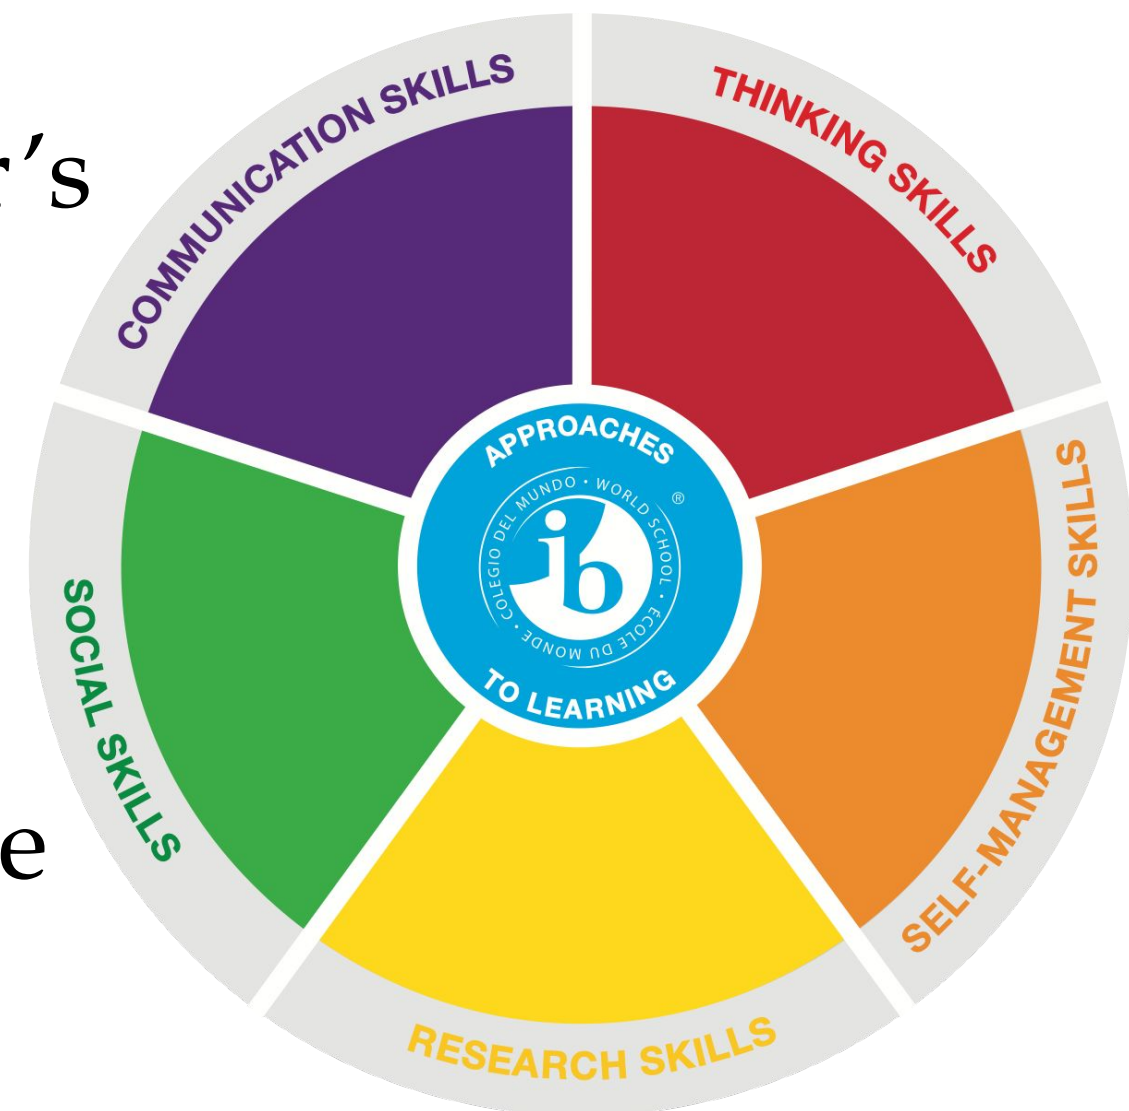 r’s
e
COMMUNICATION SKILLS
THINKING SKILLS
SELF-MANAGEMENT SKILLS
RESEARCH SKILLS
SOCIAL SKILLS
APPROACHES
TO LEARNING
ib
®
COLEGIO DEL MUNDO • WORLD SCHOOL • ÉCOLE DU MONDE •